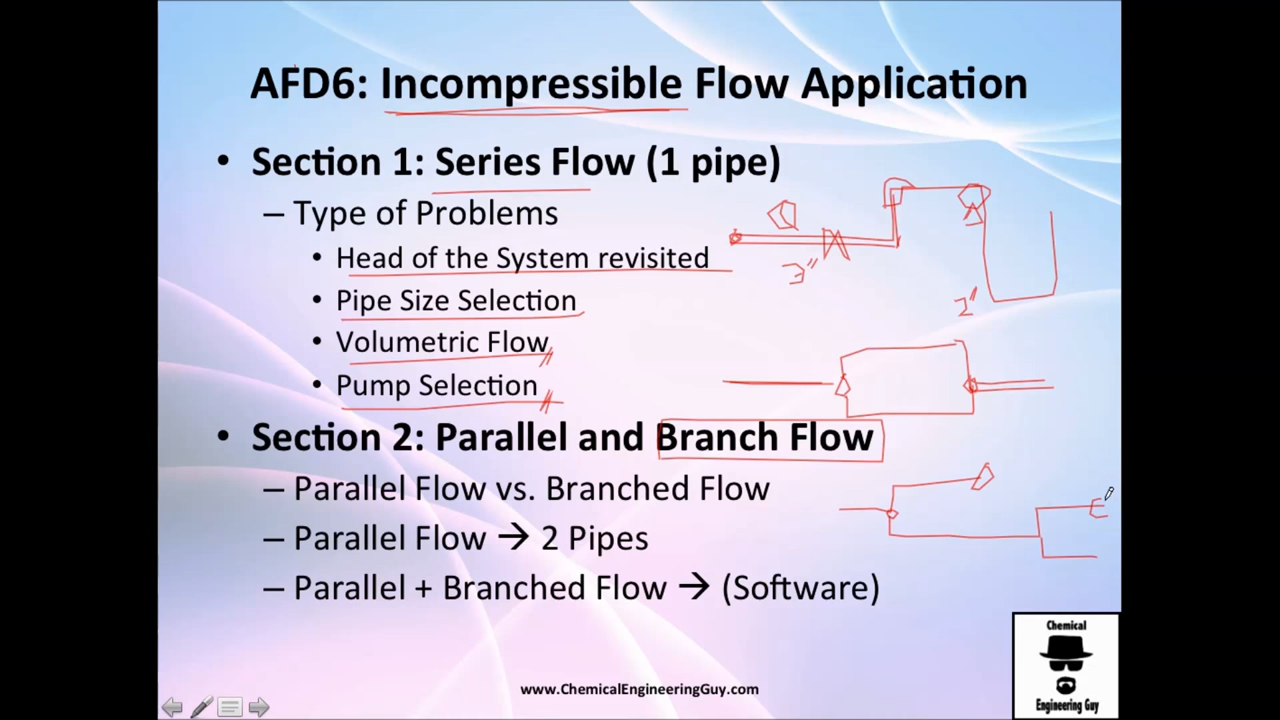 AFD6: Incompressible Flow Application
• Section 1: Series Flow (1 pipe)
– Type of Problems
• Head of the System revisited
• Pipe Size Selection
3"
2"
• Volumetric Flow
• Pump Selection
• Section 2: Parallel and Branch Flow
– Parallel Flow vs. Branched Flow
– Parallel Flow → 2 Pipes
– Parallel + Branched Flow → (Software)
Chemical
Engineering Guy
www.ChemicalEngineeringGuy.com